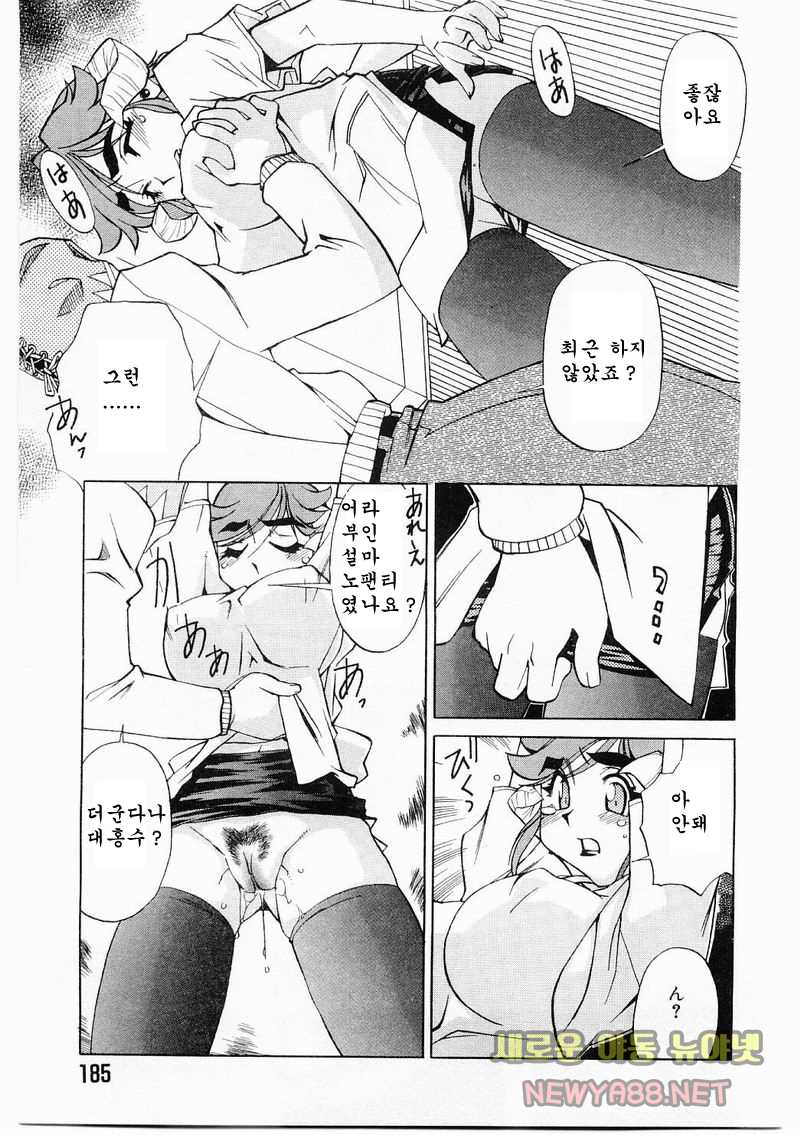 좋잖
아요
はぁ
はぁ
최근 하지
않았죠?
그런
……
あんっ
あれえ
어부설노였
라인마팬티나요?
ああ
あーっ
더군다나
대홍수?
びくっ
아
안돼
ん?
185
새로운 야동 뉴야넷
NEWYA88.NET